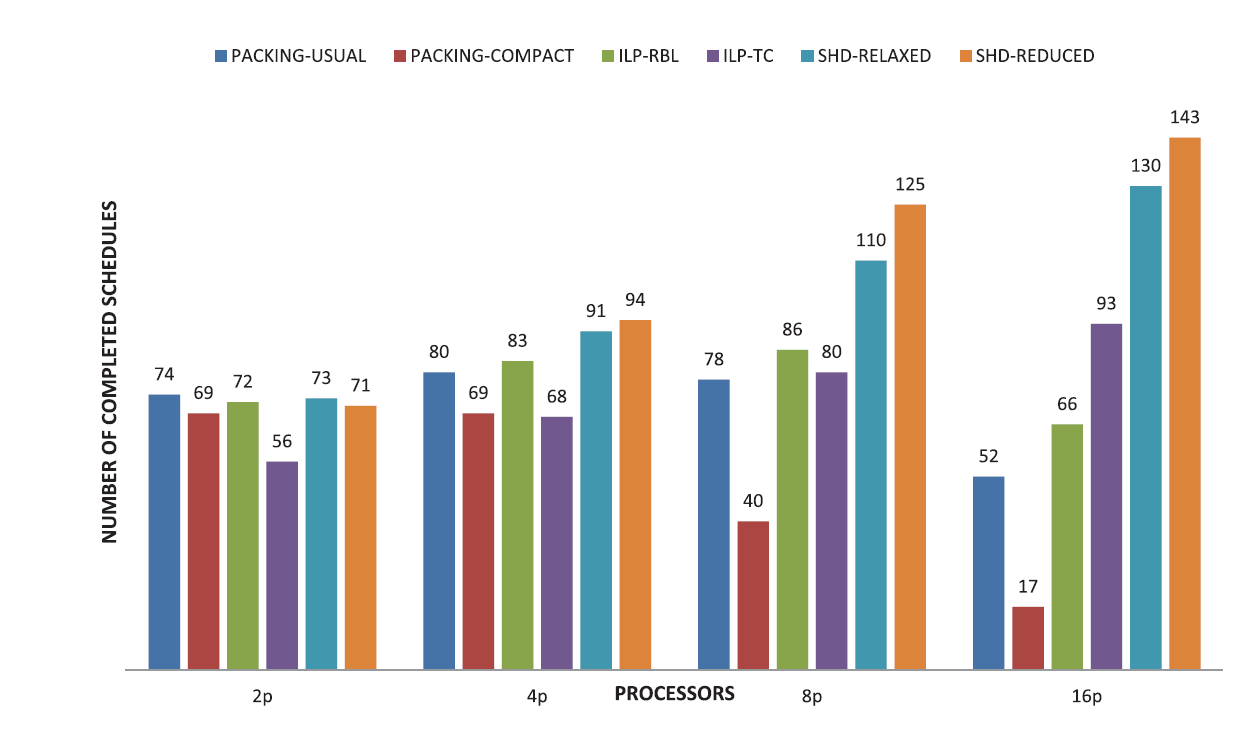 PACKING-USUAL PACKING-COMPACT ILP-RBL ILP-TC SHD-RELAXED SHD-REDUCED
NUMBER OF COMPLETED SCHEDULES
74 69 72 56 73 71
80 69 83 68 91 94
78 40 86 80 110 125
52 17 66 93 130 143
2p 4p PROCESSORS 8p 16p